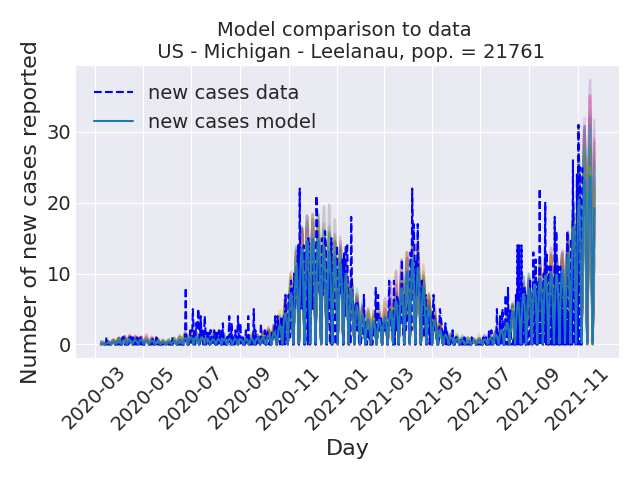 Model comparison to data
US - Michigan - Leelanau, pop. = 21761
Number of new cases reported
new cases data
new cases model
30
20
10
0
2020-03
2020-05
2020-07
2020-09
2020-11
2021-01
2021-03
2021-05
2021-07
2021-09
2021-11
Day